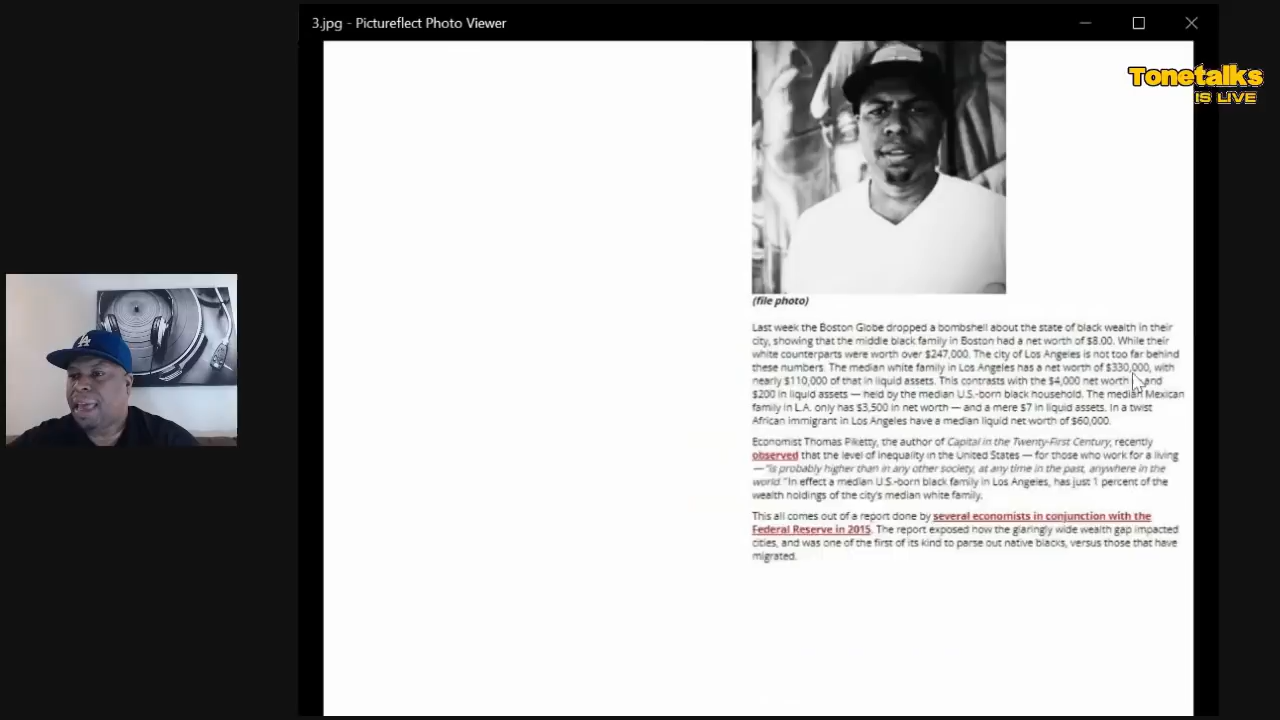 3.jpg - Pictureflect Photo Viewer
Tonetalks
IS LIVE
LA
(file photo)
Last week the Boston Globe dropped a bombshell about the state of black wealth in their
city, showing that the middle black family in Boston had a net worth of $8.00. While their
white counterparts were worth over $247,000. The city of Los Angeles is not too far behind
these numbers. The median white family in Los Angeles has a net worth of $330,000, with
nearly $110,000 of that in liquid assets. This contrasts with the $4,000 net worth and
$200 in liquid assets — held by the median U.S.-born black household. The median Mexican
family in L.A. only has $3,500 in net worth — and a mere $7 in liquid assets. In a twist
African immigrant in Los Angeles have a median liquid net worth of $60,000.
Economist Thomas Piketty, the author of Capital in the Twenty-First Century, recently
observed that the level of inequality in the United States — for those who work for a living
— "is probably higher than in any other society, at any time in the past, anywhere in the
world." In effect a median U.S.-born black family in Los Angeles, has just 1 percent of the
wealth holdings of the city's median white family.
This all comes out of a report done by several economists in conjunction with the
Federal Reserve in 2015. The report exposed how the glaringly wide wealth gap impacted
cities, and was one of the first of its kind to parse out native blacks, versus those that have
migrated.